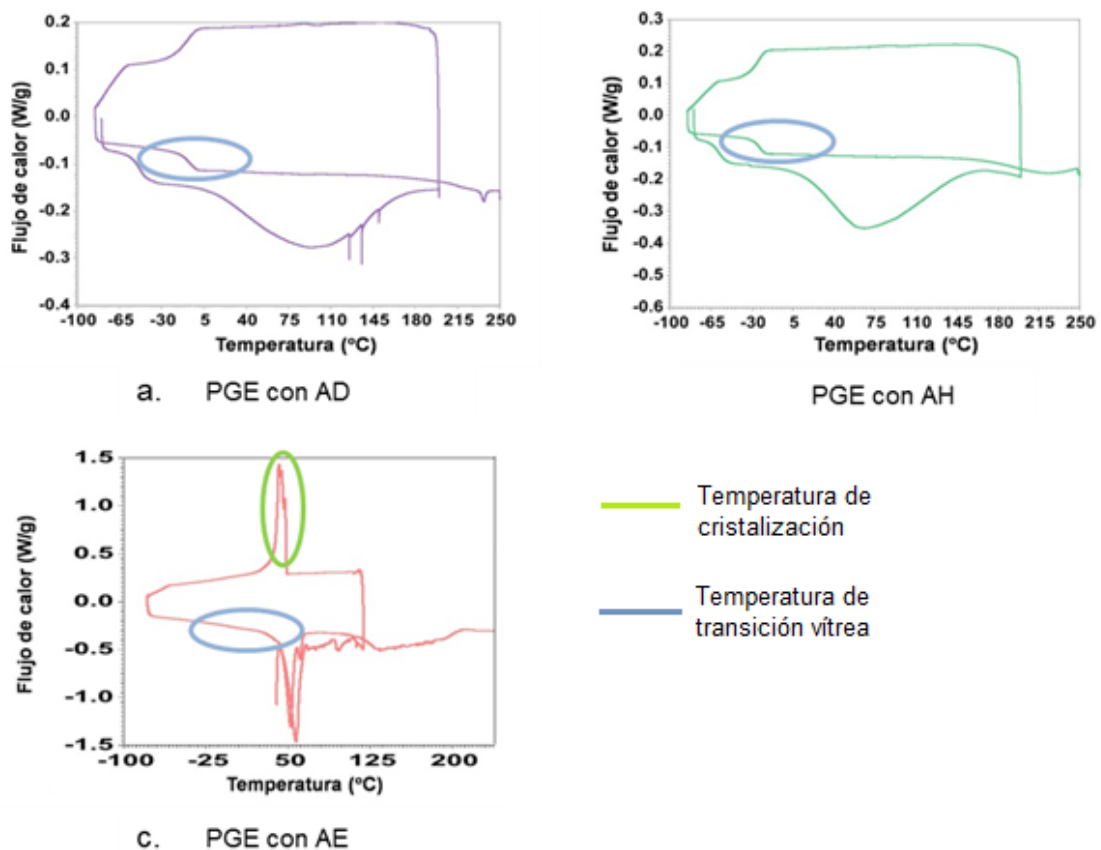 Flujo de calor (W/g)
0.2
0.1
0.0
-0.1
-0.2
-0.3
-0.4
-100 -65 -30 5 40 75 110 145 180 215 250
Temperatura (°C)
a. PGE con AD
Flujo de calor (W/g)
0.3
0.2
0.1
0.0
-0.1
-0.2
-0.3
-0.4
-0.5
-0.6
-100 -65 -30 5 40 75 110 145 180 215 250
Temperatura (°C)
PGE con AH
Flujo de calor (W/g)
1.5
1.0
0.5
0.0
-0.5
-1.0
-1.5
-100 -25 50 125 200
Temperatura (°C)
c. PGE con AE
Temperatura de
cristalización
Temperatura de
transición vítrea